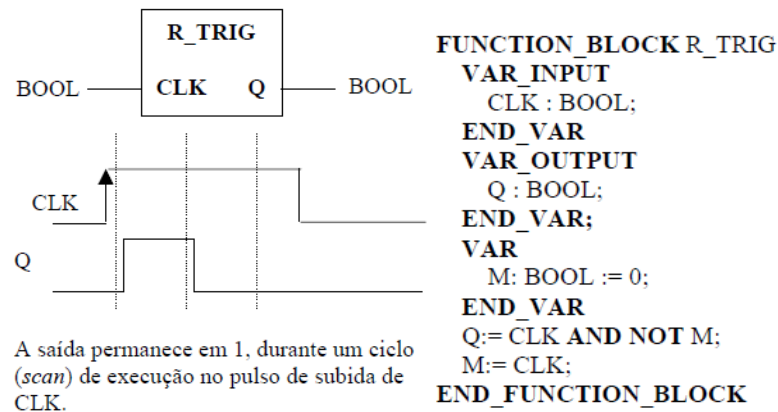 R_TRIG
BOOL CLK Q BOOL
CLK
Q
A saída permanece em 1, durante um ciclo
(scan) de execução no pulso de subida de
CLK.
FUNCTION_BLOCK R_TRIG
VAR_INPUT
CLK : BOOL;
END_VAR
VAR_OUTPUT
Q : BOOL;
END_VAR;
VAR
M: BOOL := 0;
END_VAR
Q:= CLK AND NOT M;
M:= CLK;
END_FUNCTION_BLOCK